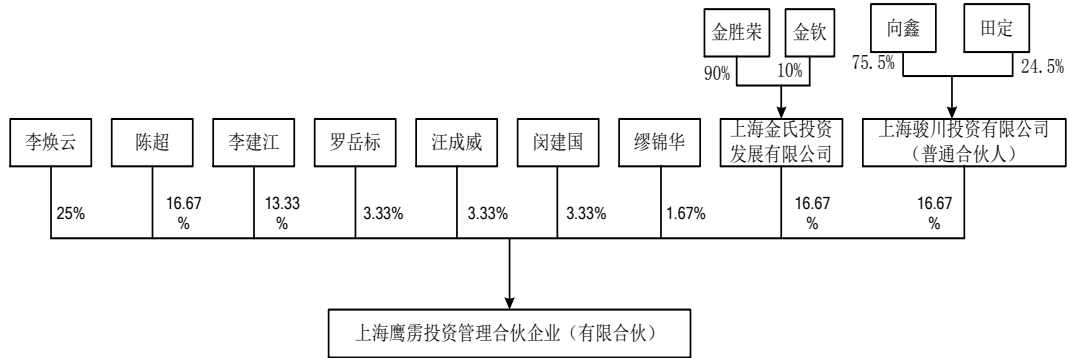 金胜荣
金钦
向鑫
田定
90%
10%
75.5%
24.5%
李焕云
陈超
李建江
罗岳标
汪成威
闵建国
缪锦华
上海金氏投资
发展有限公司
上海骏川投资有限公司
（普通合伙人）
25%
16.67
%
13.33
%
3.33%
3.33%
3.33%
1.67%
16.67
%
16.67
%
上海鹰雳投资管理合伙企业（有限合伙）